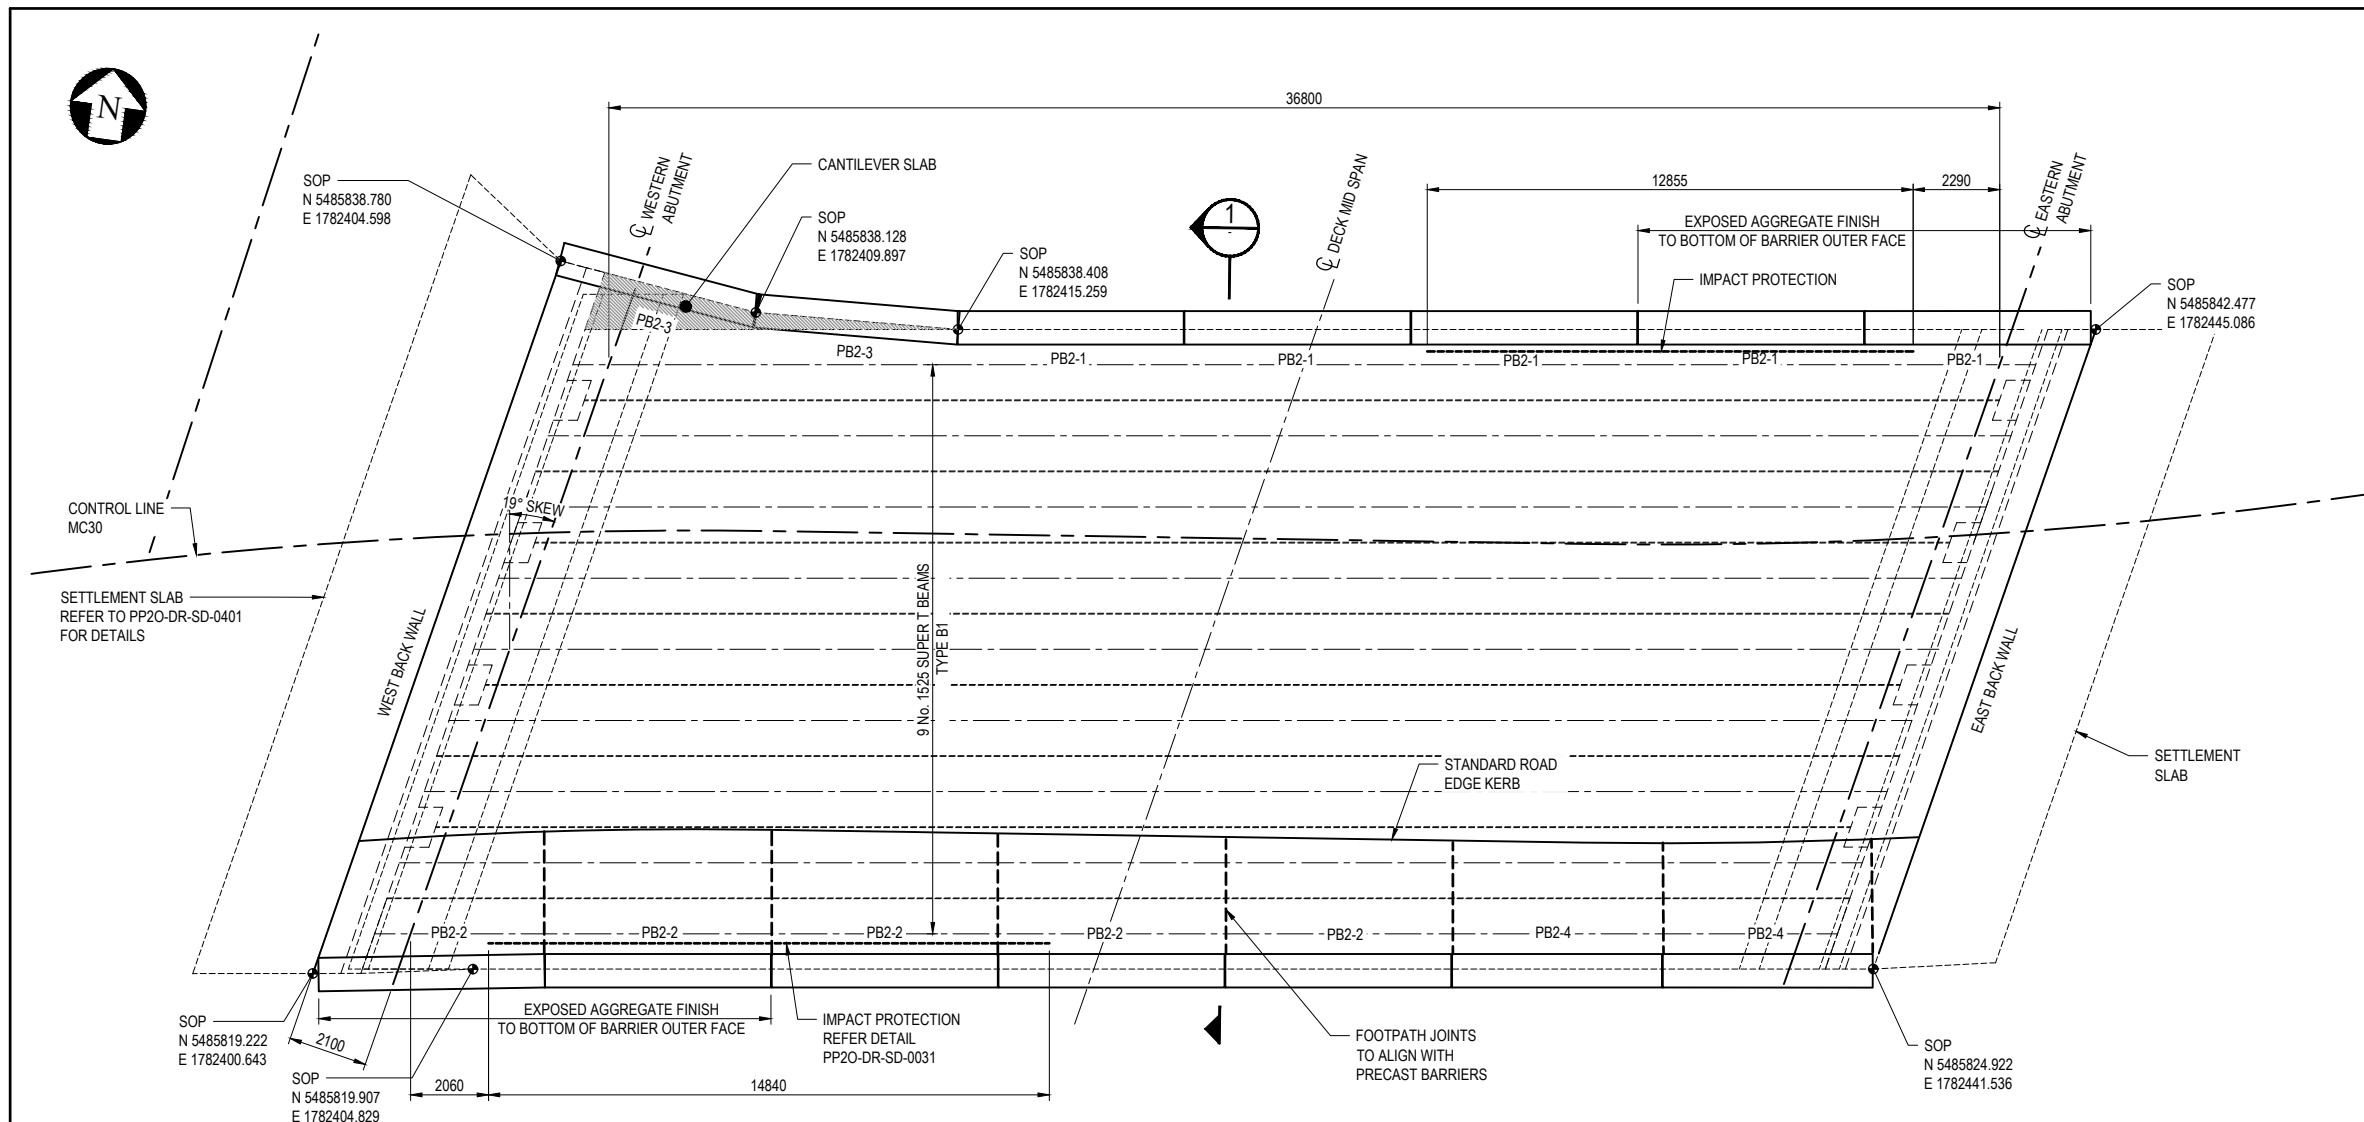 N
36800
℄ WESTERN
ABUTMENT
CANTILEVER SLAB
SOP
N 5485838.780
E 1782404.598
SOP
N 5485838.128
E 1782409.897
SOP
N 5485838.408
E 1782415.259
1
-
℄ DECK MID SPAN
12855
2290
EXPOSED AGGREGATE FINISH
TO BOTTOM OF BARRIER OUTER FACE
IMPACT PROTECTION
℄ EASTERN
ABUTMENT
SOP
N 5485842.477
E 1782445.086
PB2-3
PB2-3
PB2-1
PB2-1
PB2-1
PB2-1
PB2-1
CONTROL LINE
MC30
19° SKEW
SETTLEMENT SLAB
REFER TO PP2O-DR-SD-0401
FOR DETAILS
WEST BACK WALL
9 No. 1525 SUPER T BEAMS
TYPE B1
EAST BACK WALL
STANDARD ROAD
EDGE KERB
SETTLEMENT
SLAB
PB2-2
PB2-2
PB2-2
PB2-2
PB2-2
PB2-4
PB2-4
SOP
N 5485819.222
E 1782400.643
2100
EXPOSED AGGREGATE FINISH
TO BOTTOM OF BARRIER OUTER FACE
IMPACT PROTECTION
REFER DETAIL
PP2O-DR-SD-0031
FOOTPATH JOINTS
TO ALIGN WITH
PRECAST BARRIERS
SOP
N 5485824.922
E 1782441.536
SOP
N 5485819.907
E 1782404.829
2060
14840